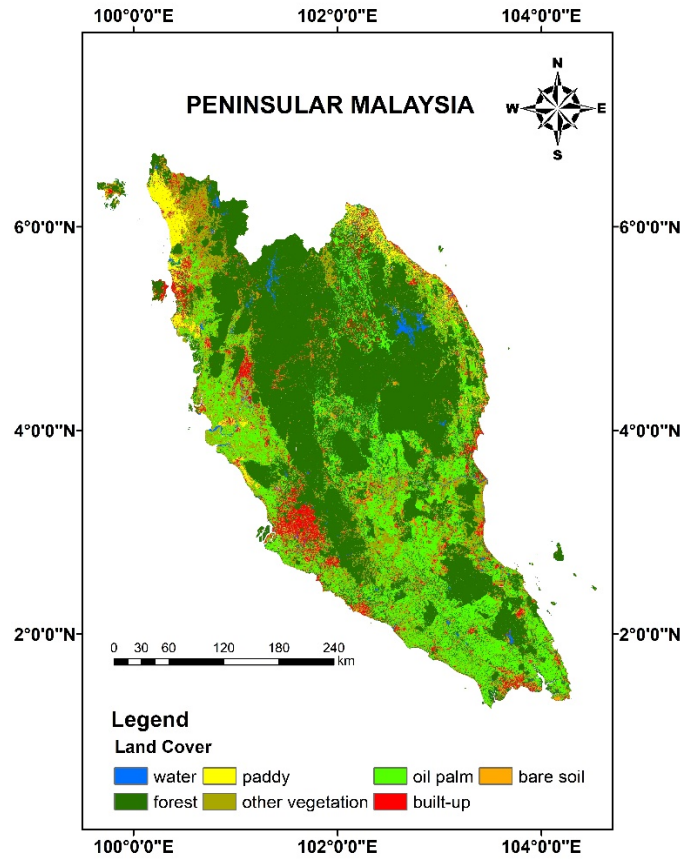 100°0'0"E 102°0'0"E 104°0'0"E
N
PENINSULAR MALAYSIA
W E
S
6°0'0"N 6°0'0"N
4°0'0"N 4°0'0"N
2°0'0"N 2°0'0"N
0 30 60 120 180 240
km
Legend
Land Cover
water paddy oil palm bare soil
forest other vegetation built-up
100°0'0"E 102°0'0"E 104°0'0"E